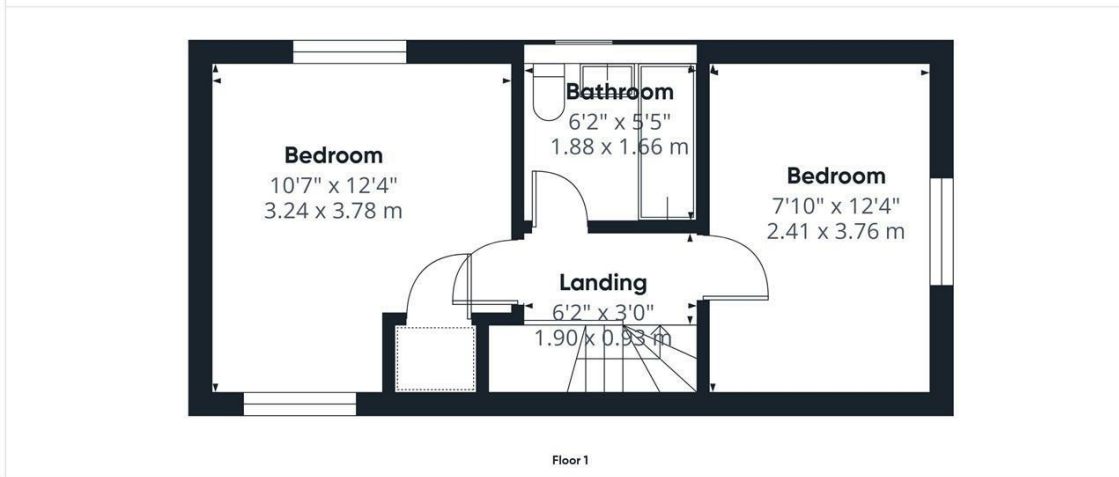 Bedroom
10'7" x 12'4"
3.24 x 3.78 m
Bathroom
6'2" x 5'5"
1.88 x 1.66 m
Bedroom
7'10" x 12'4"
2.41 x 3.76 m
Landing
6'2" x 3'0"
1.90 x 0.93 m
Floor 1